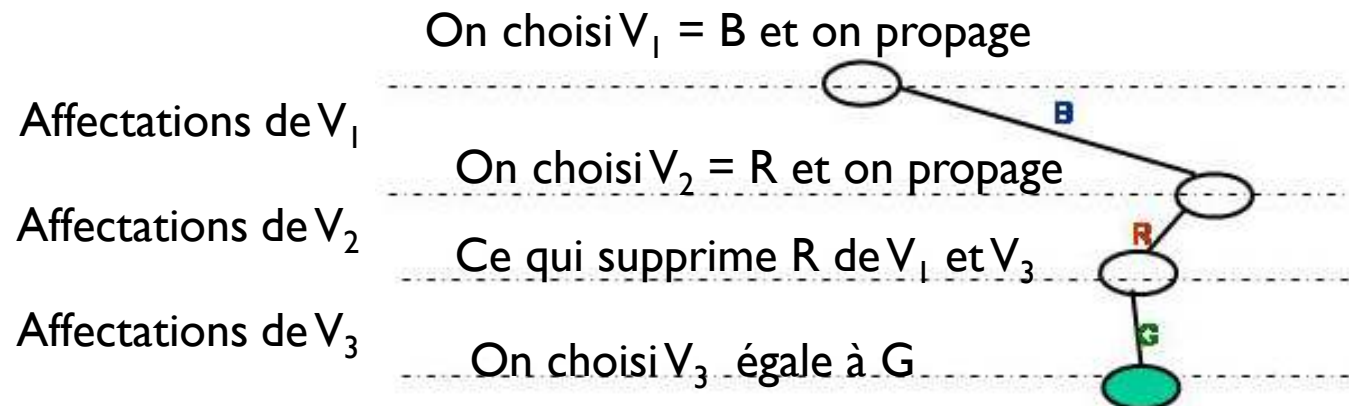 On choisi V₁ = B et on propage
Affectations de V₁
B
On choisi V₂ = R et on propage
Affectations de V₂
R
Ce qui supprime R de V₁ et V₃
Affectations de V₃
G
On choisi V₃ égale à G